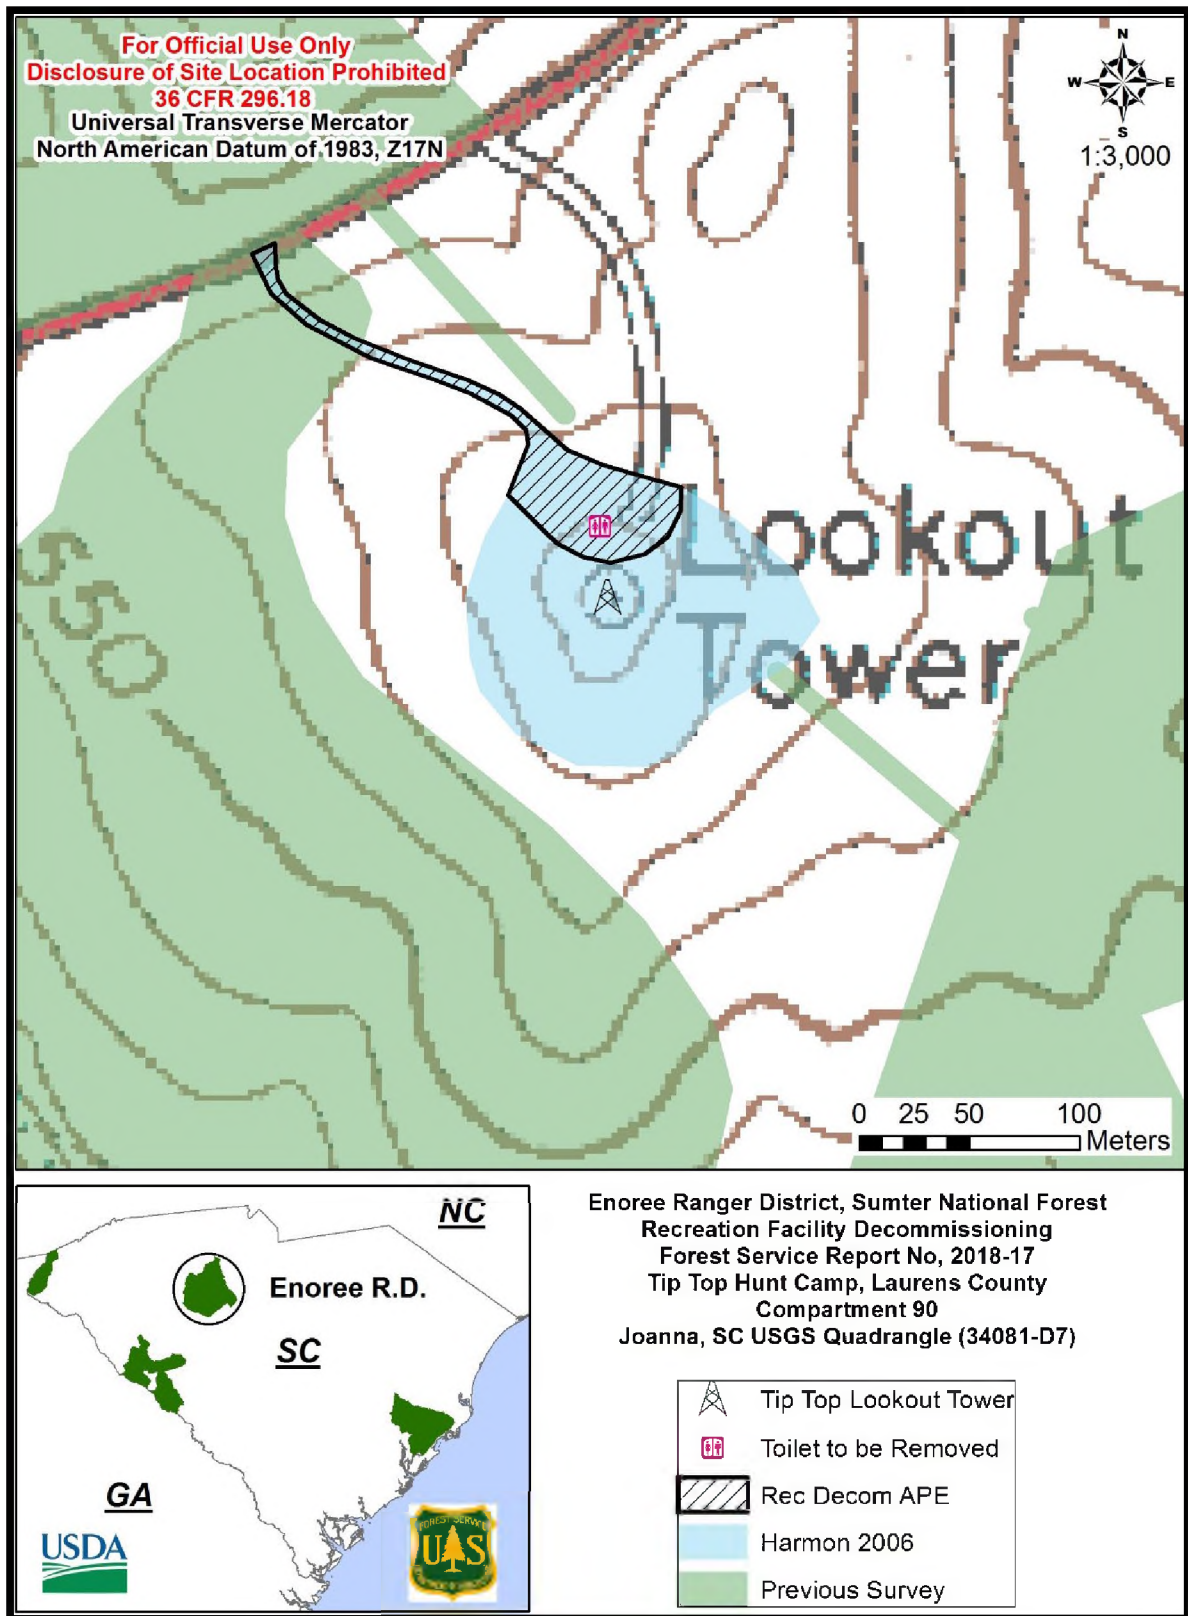 For Official Use Only
Disclosure of Site Location Prohibited
36 CFR 296.18
Universal Transverse Mercator
North American Datum of 1983, Z17N
N
W E
S
1:3,000
Lookout
Tower
550
0 25 50 100
Meters
NC
Enoree R.D.
SC
GA
USDA
FOREST SERVICE
U S
DEPARTMENT OF AGRICULTURE
Enoree Ranger District, Sumter National Forest
Recreation Facility Decommissioning
Forest Service Report No, 2018-17
Tip Top Hunt Camp, Laurens County
Compartment 90
Joanna, SC USGS Quadrangle (34081-D7)
Tip Top Lookout Tower
Toilet to be Removed
Rec Decom APE
Harmon 2006
Previous Survey